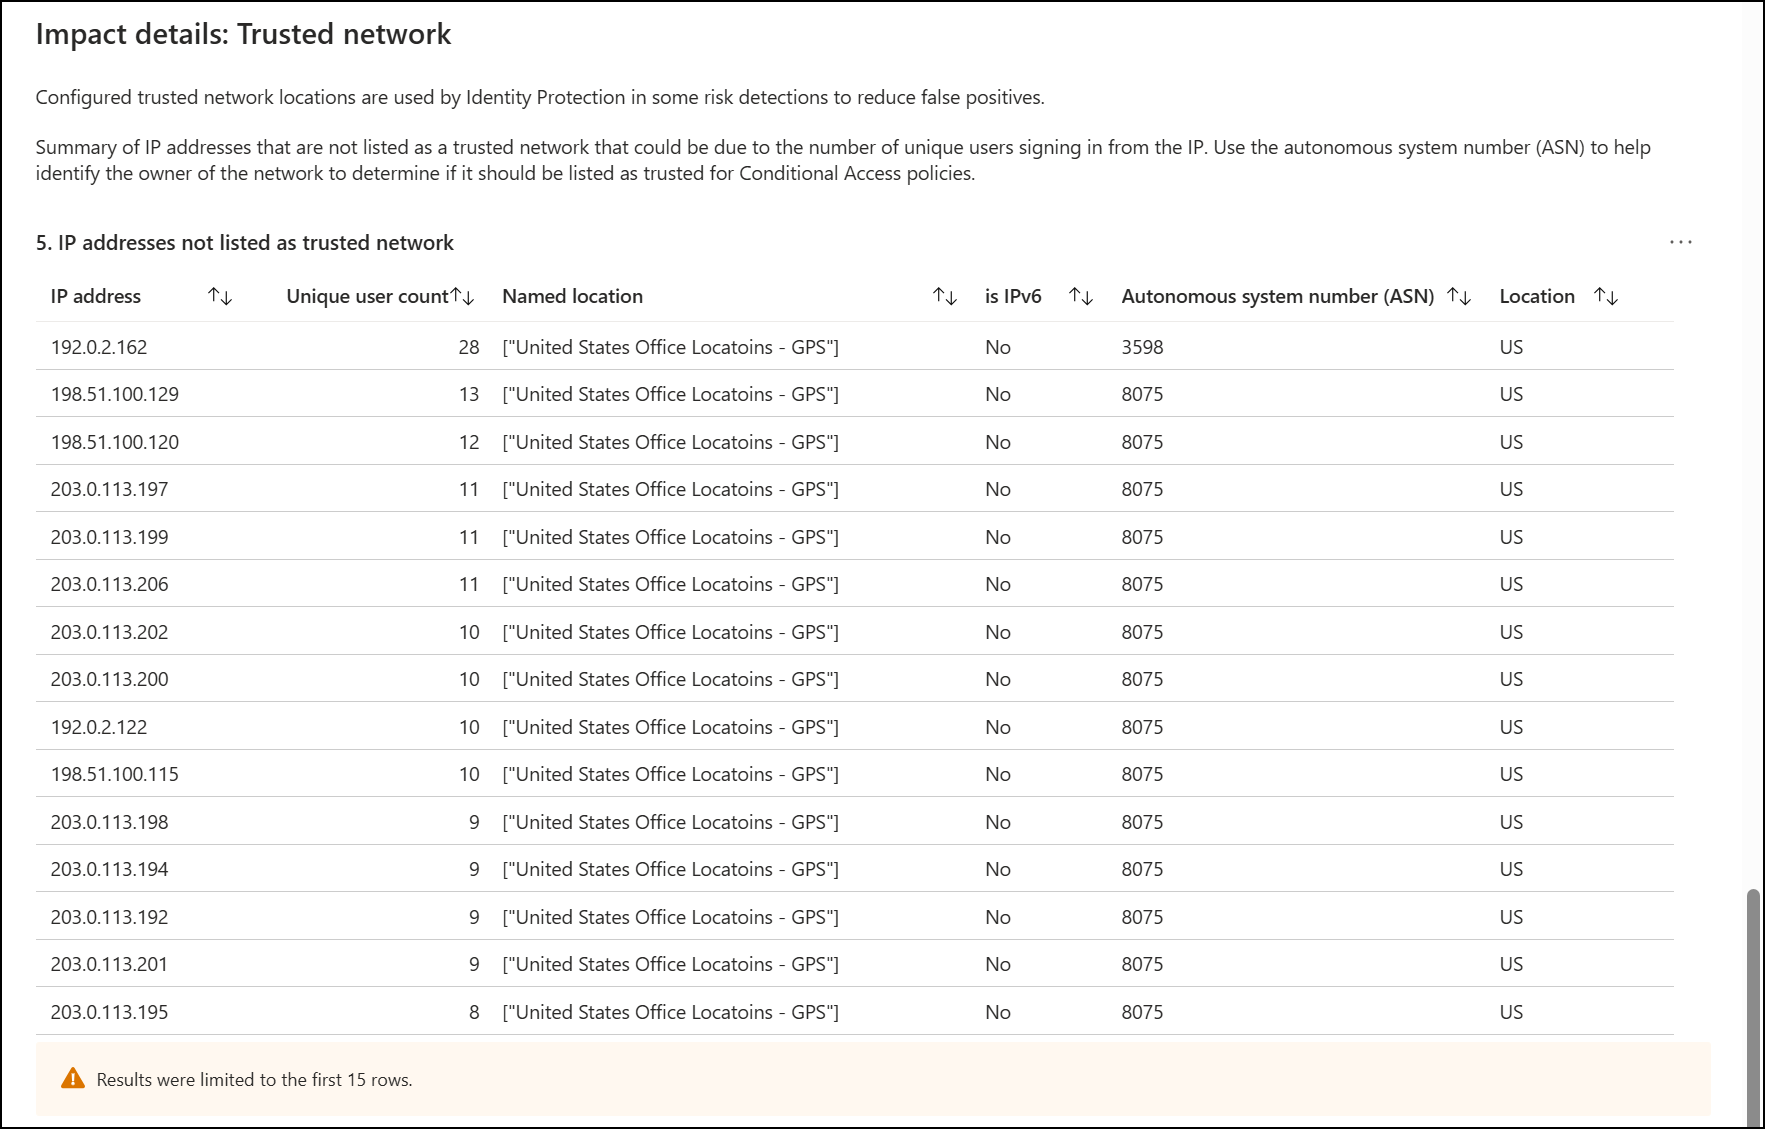 Impact details: Trusted network
Configured trusted network locations are used by Identity Protection in some risk detections to reduce false positives.
Summary of IP addresses that are not listed as a trusted network that could be due to the number of unique users signing in from the IP. Use the autonomous system number (ASN) to help
identify the owner of the network to determine if it should be listed as trusted for Conditional Access policies.
5. IP addresses not listed as trusted network ...
IP address ↑↓ Unique user count ↑↓ Named location ↑↓ is IPv6 ↑↓ Autonomous system number (ASN) ↑↓ Location ↑↓
192.0.2.162 28 ["United States Office Locatoins - GPS"] No 3598 US
198.51.100.129 13 ["United States Office Locatoins - GPS"] No 8075 US
198.51.100.120 12 ["United States Office Locatoins - GPS"] No 8075 US
203.0.113.197 11 ["United States Office Locatoins - GPS"] No 8075 US
203.0.113.199 11 ["United States Office Locatoins - GPS"] No 8075 US
203.0.113.206 11 ["United States Office Locatoins - GPS"] No 8075 US
203.0.113.202 10 ["United States Office Locatoins - GPS"] No 8075 US
203.0.113.200 10 ["United States Office Locatoins - GPS"] No 8075 US
192.0.2.122 10 ["United States Office Locatoins - GPS"] No 8075 US
198.51.100.115 10 ["United States Office Locatoins - GPS"] No 8075 US
203.0.113.198 9 ["United States Office Locatoins - GPS"] No 8075 US
203.0.113.194 9 ["United States Office Locatoins - GPS"] No 8075 US
203.0.113.192 9 ["United States Office Locatoins - GPS"] No 8075 US
203.0.113.201 9 ["United States Office Locatoins - GPS"] No 8075 US
203.0.113.195 8 ["United States Office Locatoins - GPS"] No 8075 US
Results were limited to the first 15 rows.